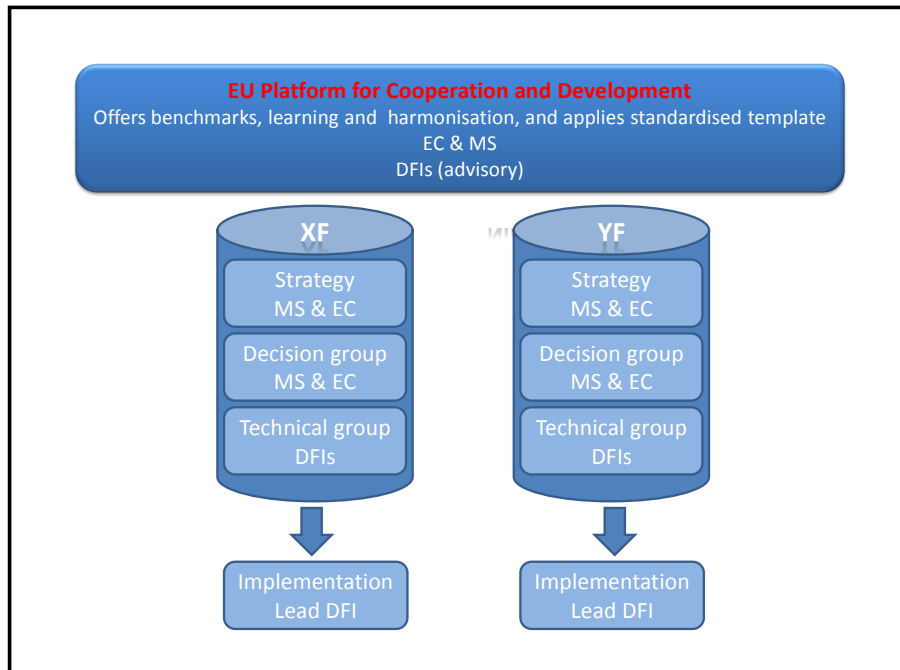 EU Platform for Cooperation and Development
Offers benchmarks, learning and harmonisation, and applies standardised template
EC & MS
DFIs (advisory)
XF
YF
Strategy
MS & EC
Strategy
MS & EC
Decision group
MS & EC
Decision group
MS & EC
Technical group
DFIs
Technical group
DFIs
Implementation
Lead DFI
Implementation
Lead DFI